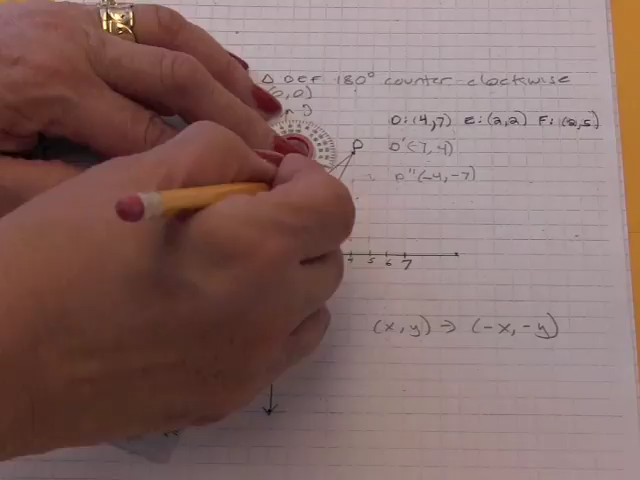 △ DEF 180° counter clockwise
(0,0)
D:(4,7) E:(2,2) F:(2,5)
D
D'(-7,4)
D"(-4,-7)
4 5 6 7
(x,y) → (-x,-y)